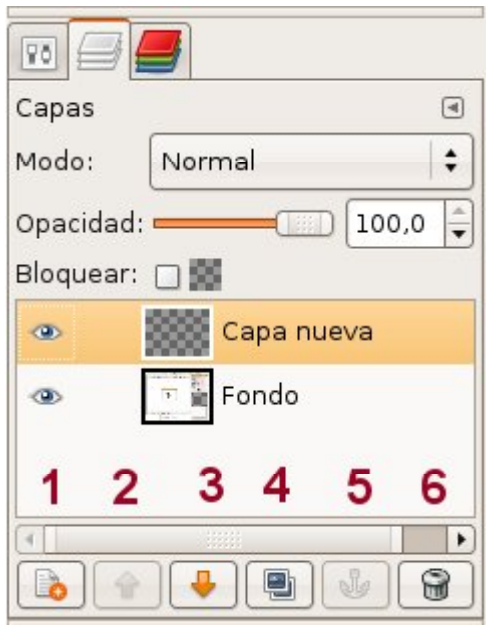 Capas
Modo: Normal
Opacidad: 100,0
Bloquear:
Capa nueva
Fondo
1 2 3 4 5 6